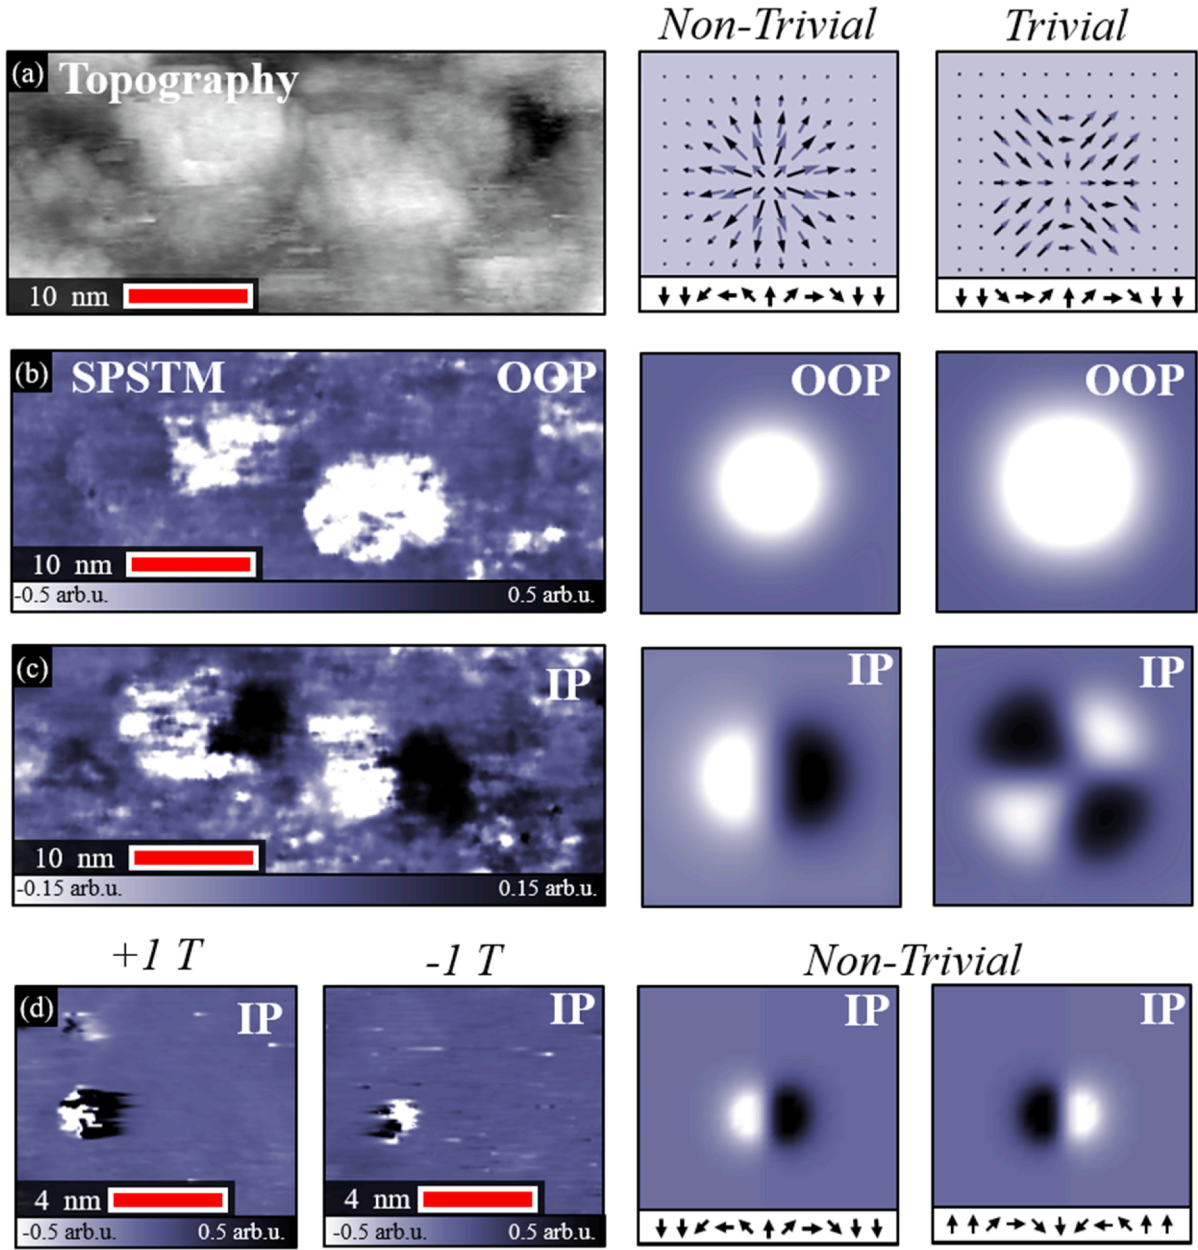 Non-Trivial Trivial
(a) Topography
10 nm
(b) SPSTM OOP OOP OOP
10 nm
-0.5 arb.u. 0.5 arb.u.
(c) IP IP IP
10 nm
-0.15 arb.u. 0.15 arb.u.
+1 T -1 T Non-Trivial
(d) IP IP IP IP
4 nm 4 nm
-0.5 arb.u. 0.5 arb.u. -0.5 arb.u. 0.5 arb.u.